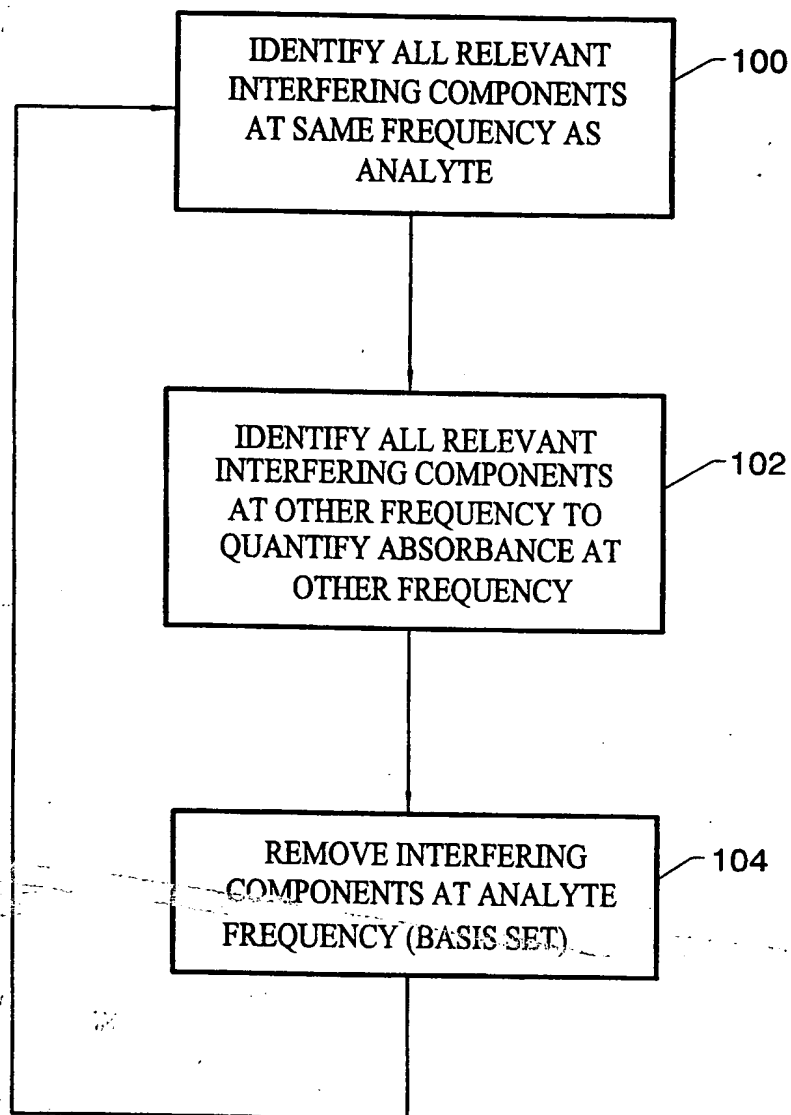 IDENTIFY ALL RELEVANT
INTERFERING COMPONENTS
AT SAME FREQUENCY AS
ANALYTE
100
IDENTIFY ALL RELEVANT
INTERFERING COMPONENTS
AT OTHER FREQUENCY TO
QUANTIFY ABSORBANCE AT
OTHER FREQUENCY
102
REMOVE INTERFERING
COMPONENTS AT ANALYTE
FREQUENCY (BASIS SET)
104